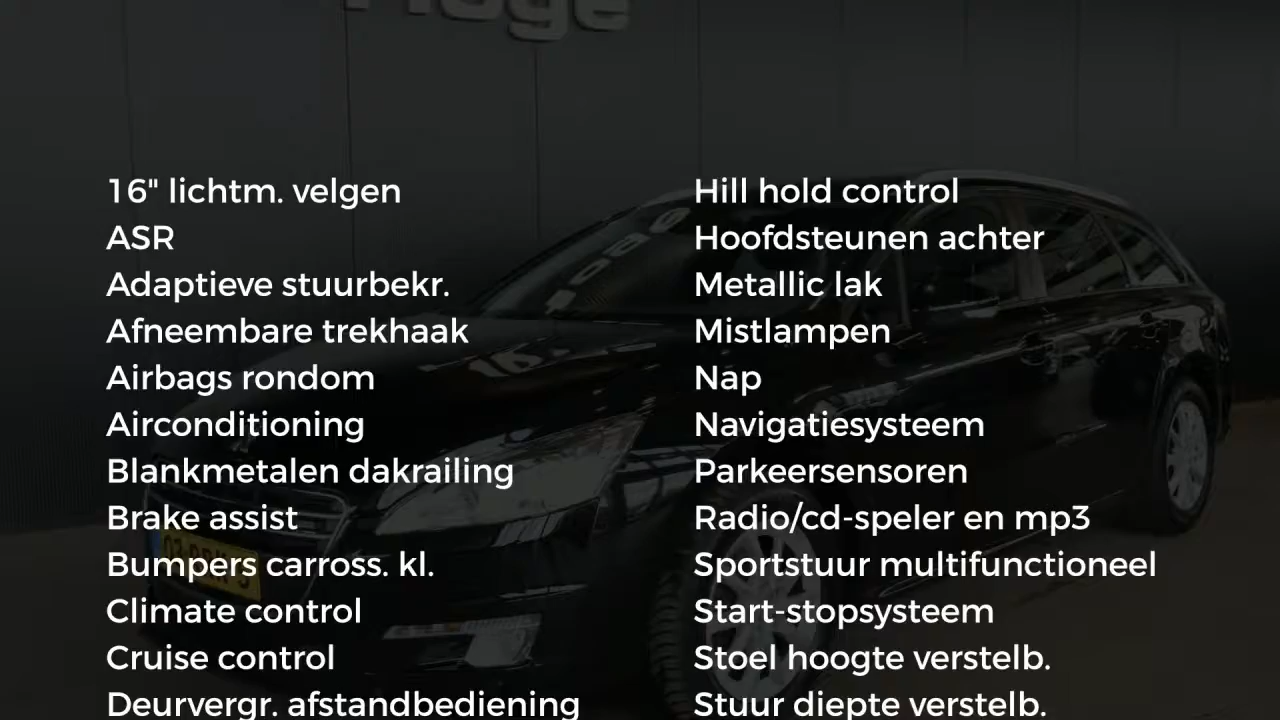 16" lichtm. velgen
ASR
Adaptieve stuurbekr.
Afneembare trekhaak
Airbags rondom
Airconditioning
Blankmetalen dakrailing
Brake assist
Bumpers carross. kl.
Climate control
Cruise control
Deurvergr. afstandbediening
Hill hold control
Hoofdsteunen achter
Metallic lak
Mistlampen
Nap
Navigatiesysteem
Parkeersensoren
Radio/cd-speler en mp3
Sportstuur multifunctioneel
Start-stopsysteem
Stoel hoogte verstelb.
Stuur diepte verstelb.